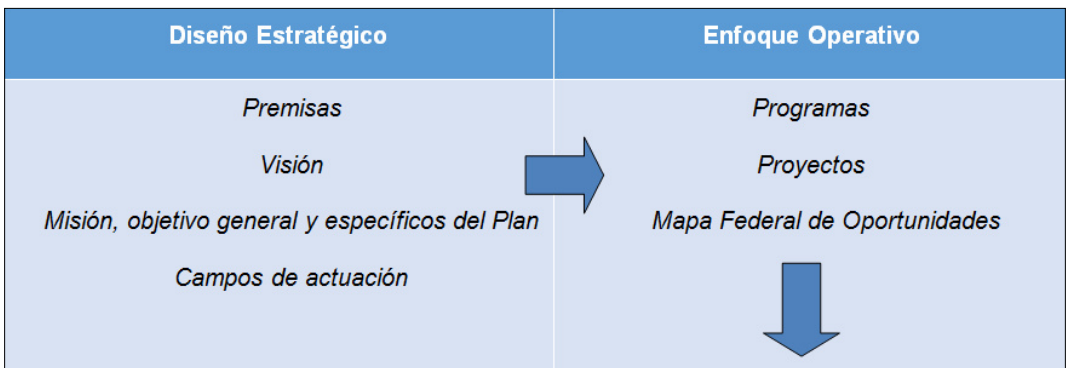 Diseño Estratégico
Enfoque Operativo
Premisas
Visión
Misión, objetivo general y específicos del Plan
Campos de actuación
Programas
Proyectos
Mapa Federal de Oportunidades